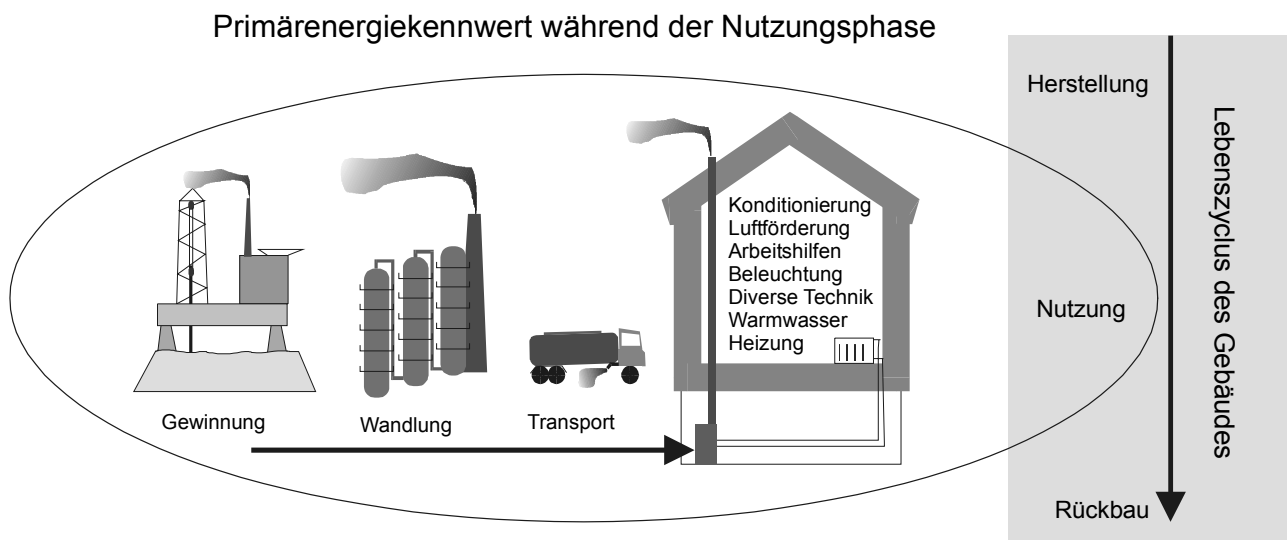 Primärenergiekennwert während der Nutzungsphase
Herstellung
Lebenszyclus des Gebäudes
Konditionierung
Luftförderung
Arbeitshilfen
Beleuchtung
Diverse Technik
Warmwasser
Heizung
Nutzung
Gewinnung
Wandlung
Transport
Rückbau